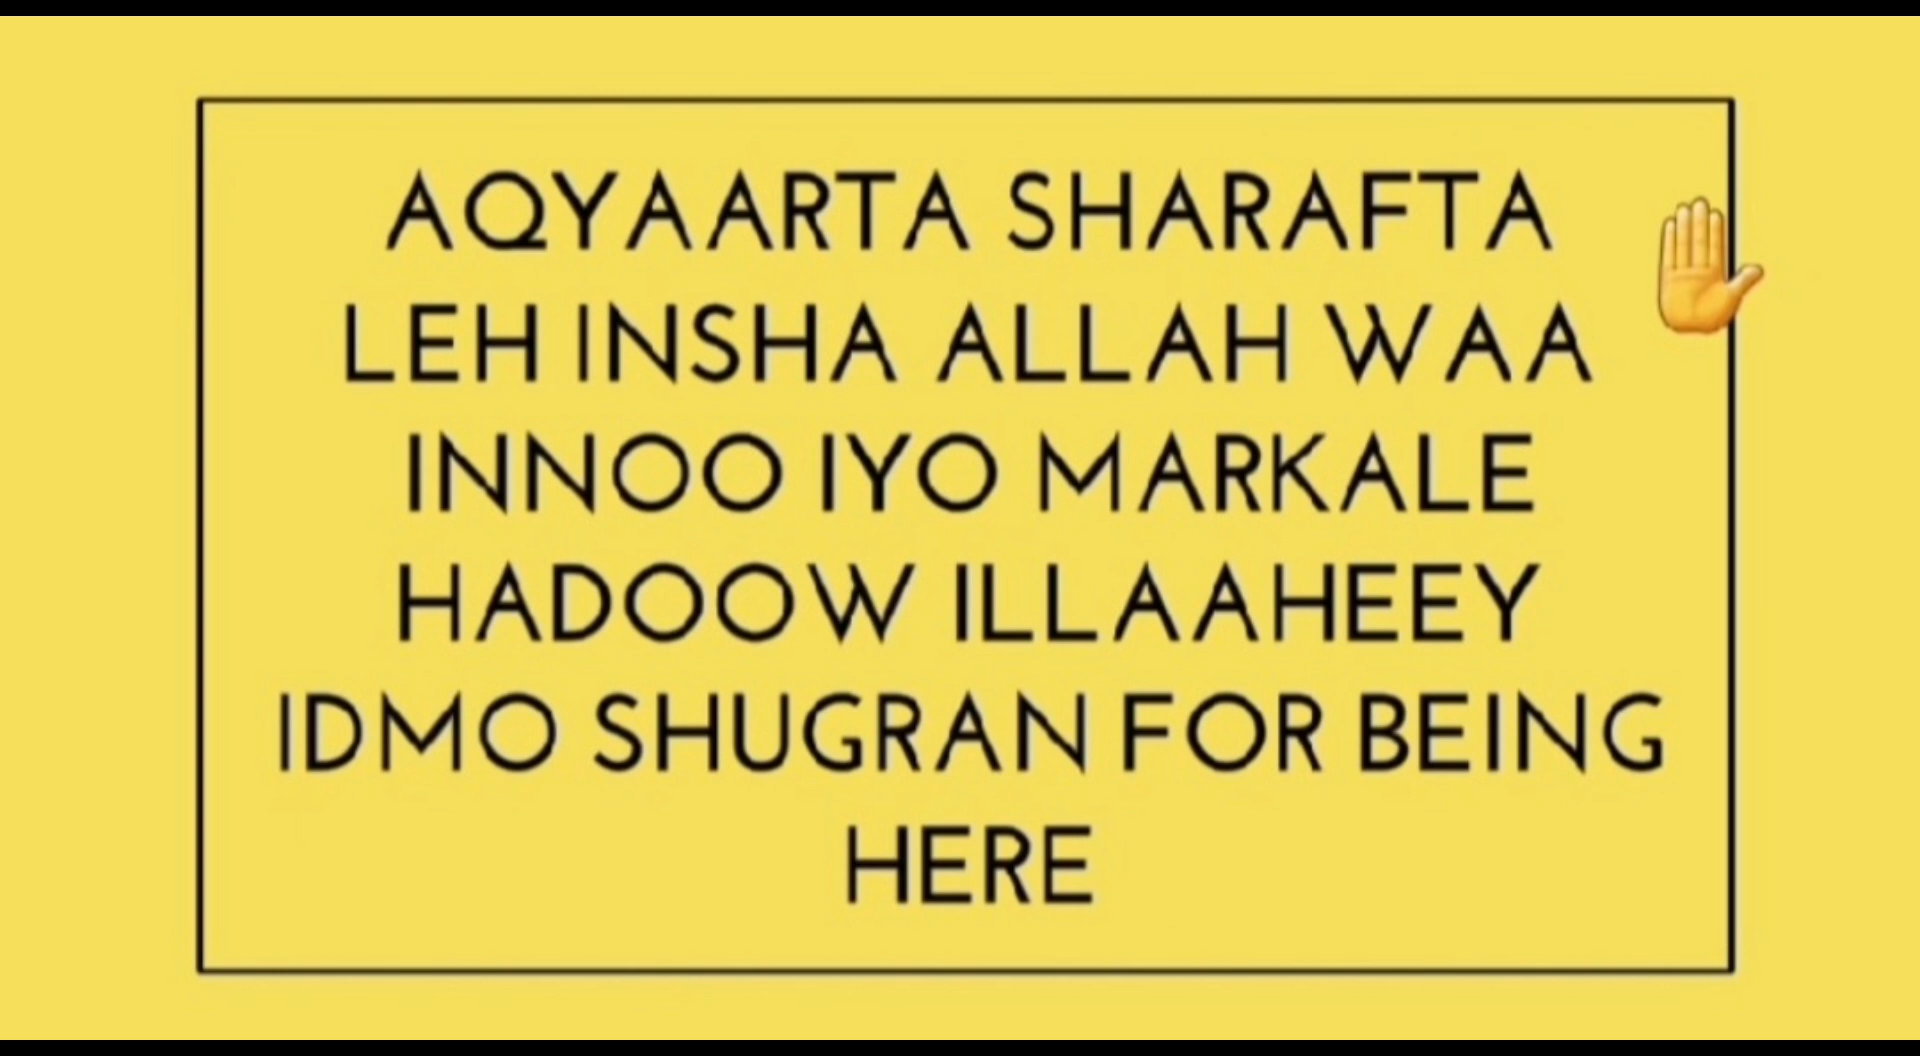 AQYAARTA SHARAFTA
LEH INSHA ALLAH WAA
INNOO IYO MARKALE
HADOOW ILLAAHEEY
IDMO SHUGRAN FOR BEING
HERE